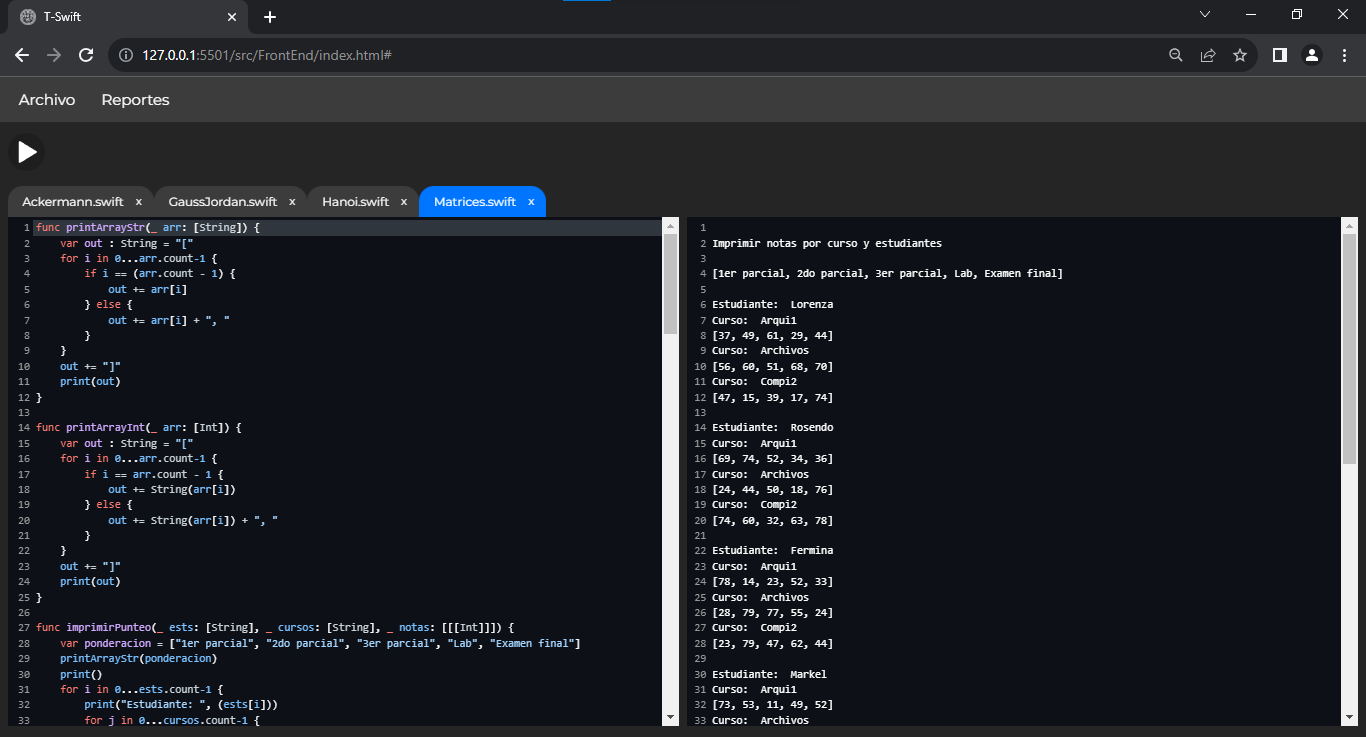 T-Swift
127.0.0.1:5501/src/FrontEnd/index.html#
Archivo Reportes
Ackermann.swift x GaussJordan.swift x Hanoi.swift x Matrices.swift x
1 func printArrayStr(_ arr: [String]) {
2     var out : String = "["
3     for i in 0...arr.count-1 {
4         if i == (arr.count - 1) {
5             out += arr[i]
6         } else {
7             out += arr[i] + ", "
8         }
9     }
10     out += "]"
11     print(out)
12 }
13
14 func printArrayInt(_ arr: [Int]) {
15     var out : String = "["
16     for i in 0...arr.count-1 {
17         if i == arr.count - 1 {
18             out += String(arr[i])
19         } else {
20             out += String(arr[i]) + ", "
21         }
22     }
23     out += "]"
24     print(out)
25 }
26
27 func imprimirPunteo(_ ests: [String], _ cursos: [String], _ notas: [[[Int]]]) {
28     var ponderacion = ["1er parcial", "2do parcial", "3er parcial", "Lab", "Examen final"]
29     printArrayStr(ponderacion)
30     print()
31     for i in 0...ests.count-1 {
32         print("Estudiante: ", (ests[i]))
33         for j in 0...cursos.count-1 {
1
2 Imprimir notas por curso y estudiantes
3
4 [1er parcial, 2do parcial, 3er parcial, Lab, Examen final]
5
6 Estudiante:  Lorenza
7 Curso:  Arqui1
8 [37, 49, 61, 29, 44]
9 Curso:  Archivos
10 [56, 60, 51, 68, 70]
11 Curso:  Compi2
12 [47, 15, 39, 17, 74]
13
14 Estudiante:  Rosendo
15 Curso:  Arqui1
16 [69, 74, 52, 34, 36]
17 Curso:  Archivos
18 [24, 44, 50, 18, 76]
19 Curso:  Compi2
20 [74, 60, 32, 63, 78]
21
22 Estudiante:  Fermina
23 Curso:  Arqui1
24 [78, 14, 23, 52, 33]
25 Curso:  Archivos
26 [28, 79, 77, 55, 24]
27 Curso:  Compi2
28 [23, 79, 47, 62, 44]
29
30 Estudiante:  Markel
31 Curso:  Arqui1
32 [73, 53, 11, 49, 52]
33 Curso:  Archivos